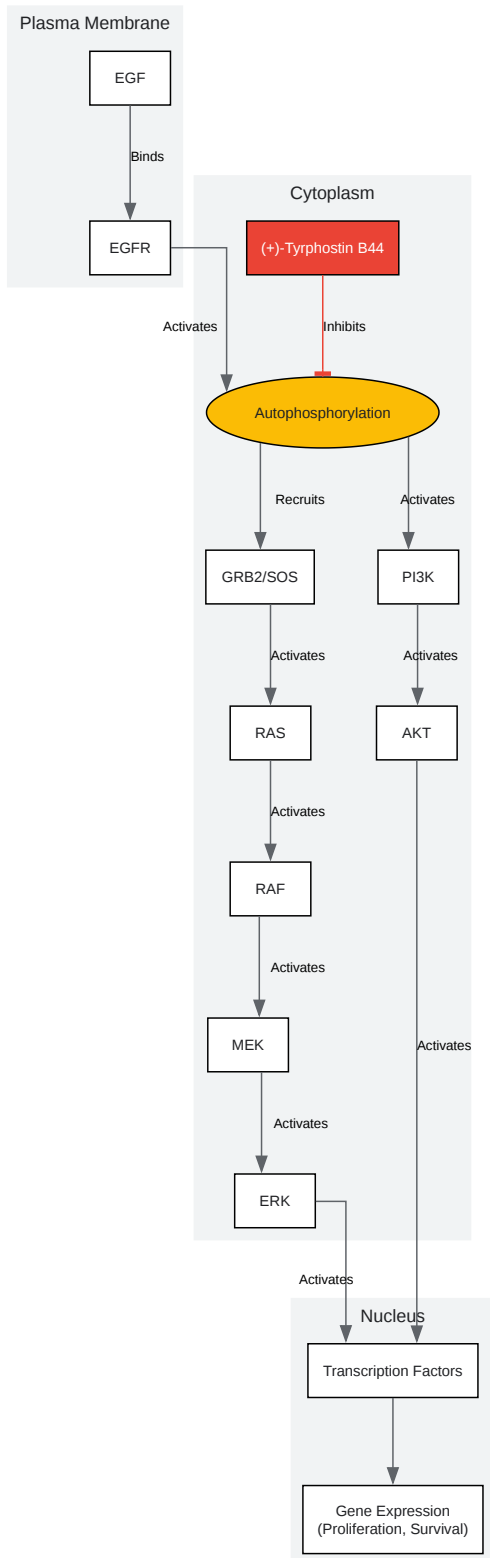 Plasma Membrane
EGF
Binds
EGFR
Activates
Cytoplasm
(+)-Tyrphostin B44
Inhibits
Autophosphorylation
Recruits
Activates
GRB2/SOS
PI3K
Activates
Activates
RAS
AKT
Activates
RAF
Activates
MEK
Activates
Activates
ERK
Activates
Nucleus
Transcription Factors
Gene Expression
(Proliferation, Survival)